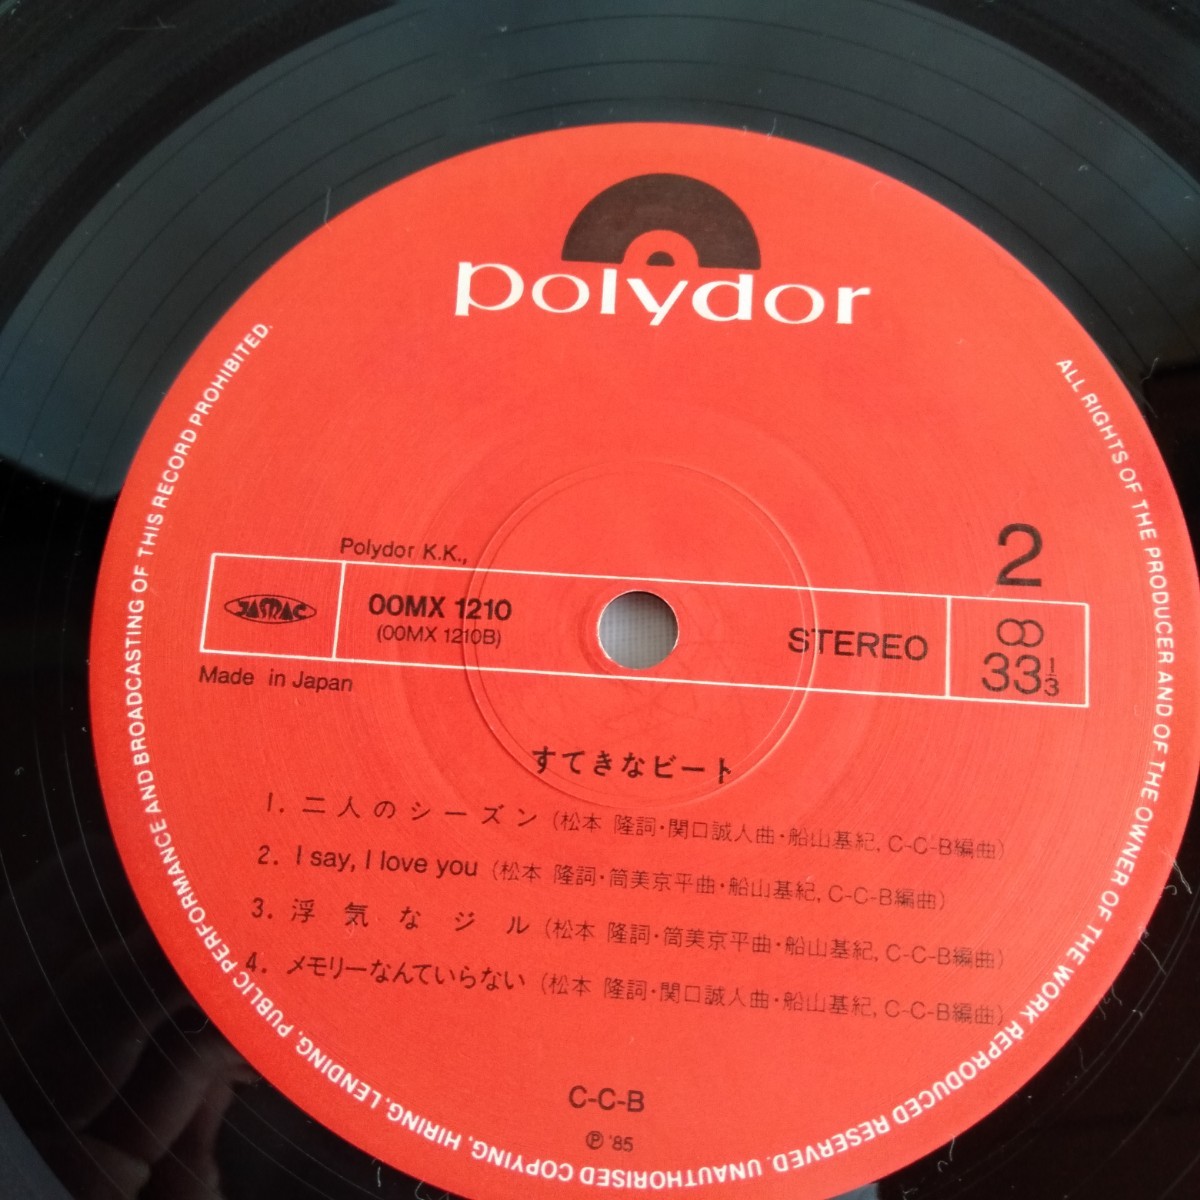 polydor
2
Polydor K.K.,
JASRAC
00MX 1210
(00MX 1210B)
STEREO
33 1/3
Made in Japan
すてきなビート
1. 二人のシーズン (松本 隆詞・関口誠人曲・船山基紀, C-C-B編曲)
2. I say, I love you (松本 隆詞・筒美京平曲・船山基紀, C-C-B編曲)
3. 浮気なジル (松本 隆詞・筒美京平曲・船山基紀, C-C-B編曲)
4. メモリーなんていらない (松本 隆詞・関口誠人曲・船山基紀, C-C-B編曲)
C-C-B
Ⓟ '85
ALL RIGHTS OF THE PRODUCER AND OF THE OWNER OF THE WORK REPRODUCED RESERVED. UNAUTHORISED COPYING, HIRING, LENDING, PUBLIC PERFORMANCE AND BROADCASTING OF THIS RECORD PROHIBITED.